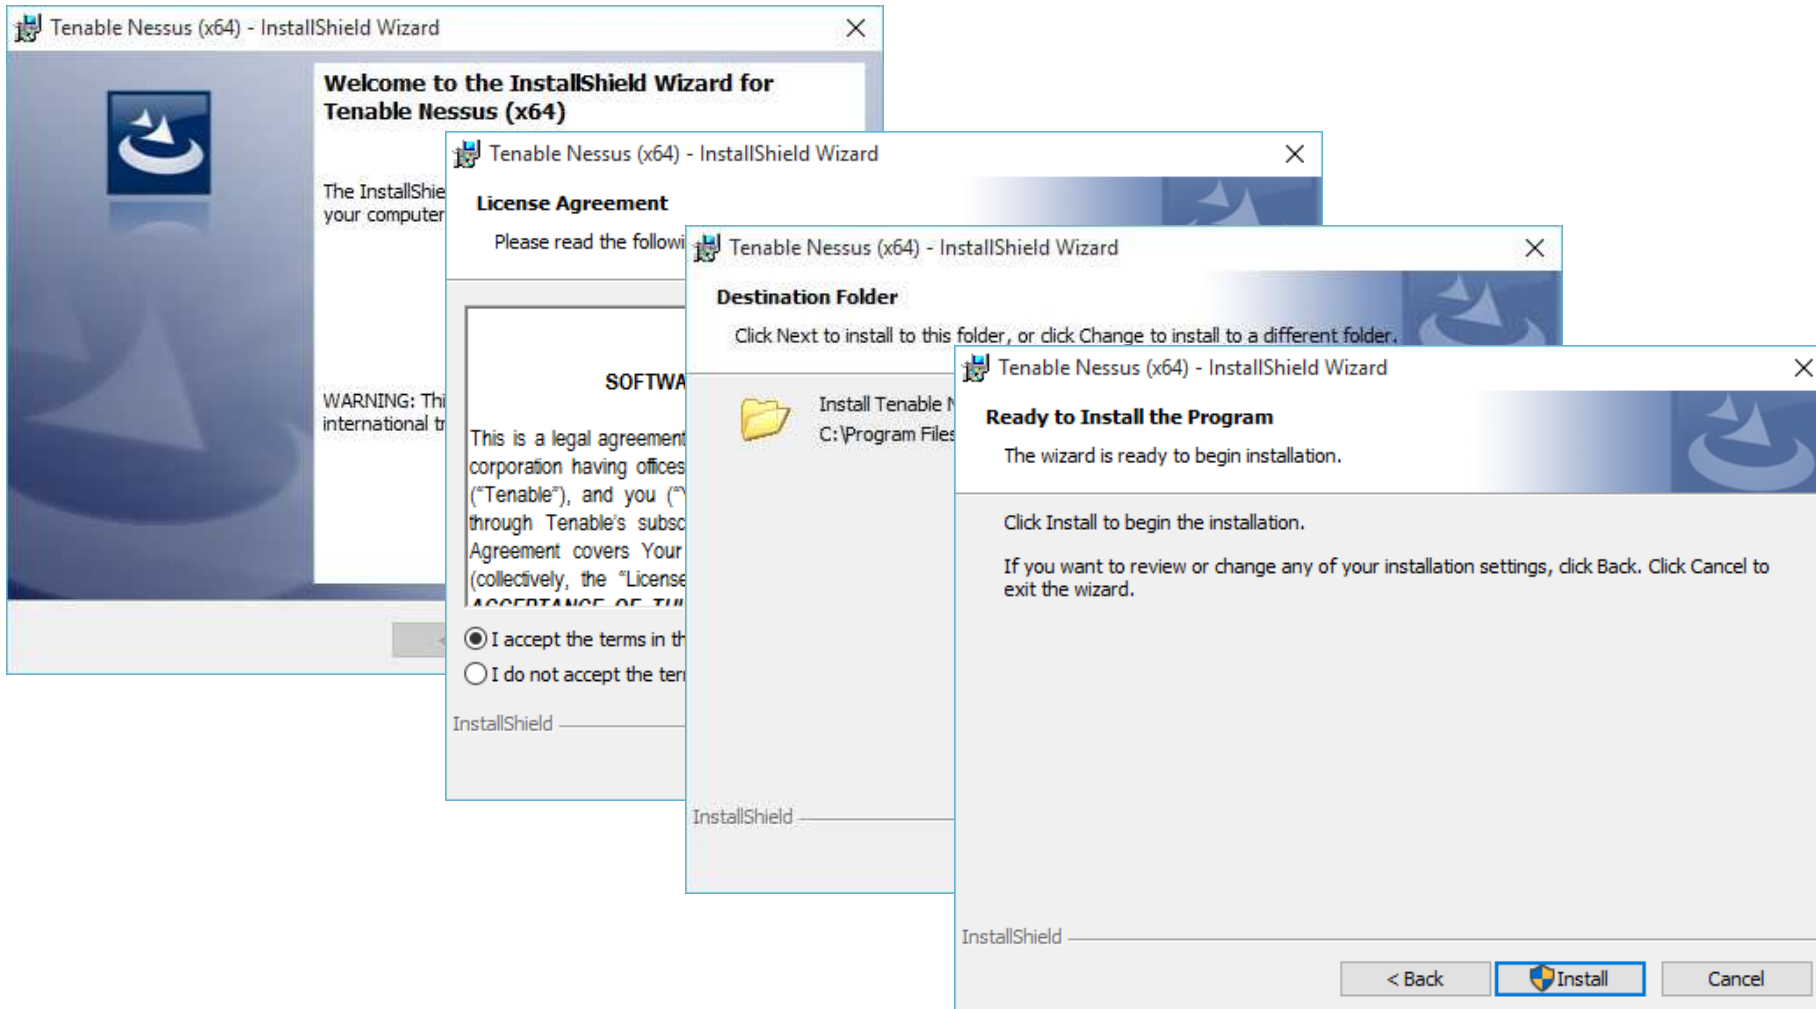 Tenable Nessus (x64) - InstallShield Wizard
Welcome to the InstallShield Wizard for
Tenable Nessus (x64)
The InstallShie
your computer
WARNING: Thi
international tr
Tenable Nessus (x64) - InstallShield Wizard
License Agreement
Please read the followi
SOFTWA
This is a legal agreement
corporation having offices
("Tenable"), and you ("Y
through Tenable's subsc
Agreement covers Your
(collectively, the "License
ACCEPTANCE OF THI
I accept the terms in th
I do not accept the ter
InstallShield
Tenable Nessus (x64) - InstallShield Wizard
Destination Folder
Click Next to install to this folder, or click Change to install to a different folder.
Install Tenable N
C:\Program Files
InstallShield
Tenable Nessus (x64) - InstallShield Wizard
Ready to Install the Program
The wizard is ready to begin installation.
Click Install to begin the installation.
If you want to review or change any of your installation settings, click Back. Click Cancel to
exit the wizard.
InstallShield
< Back
Install
Cancel